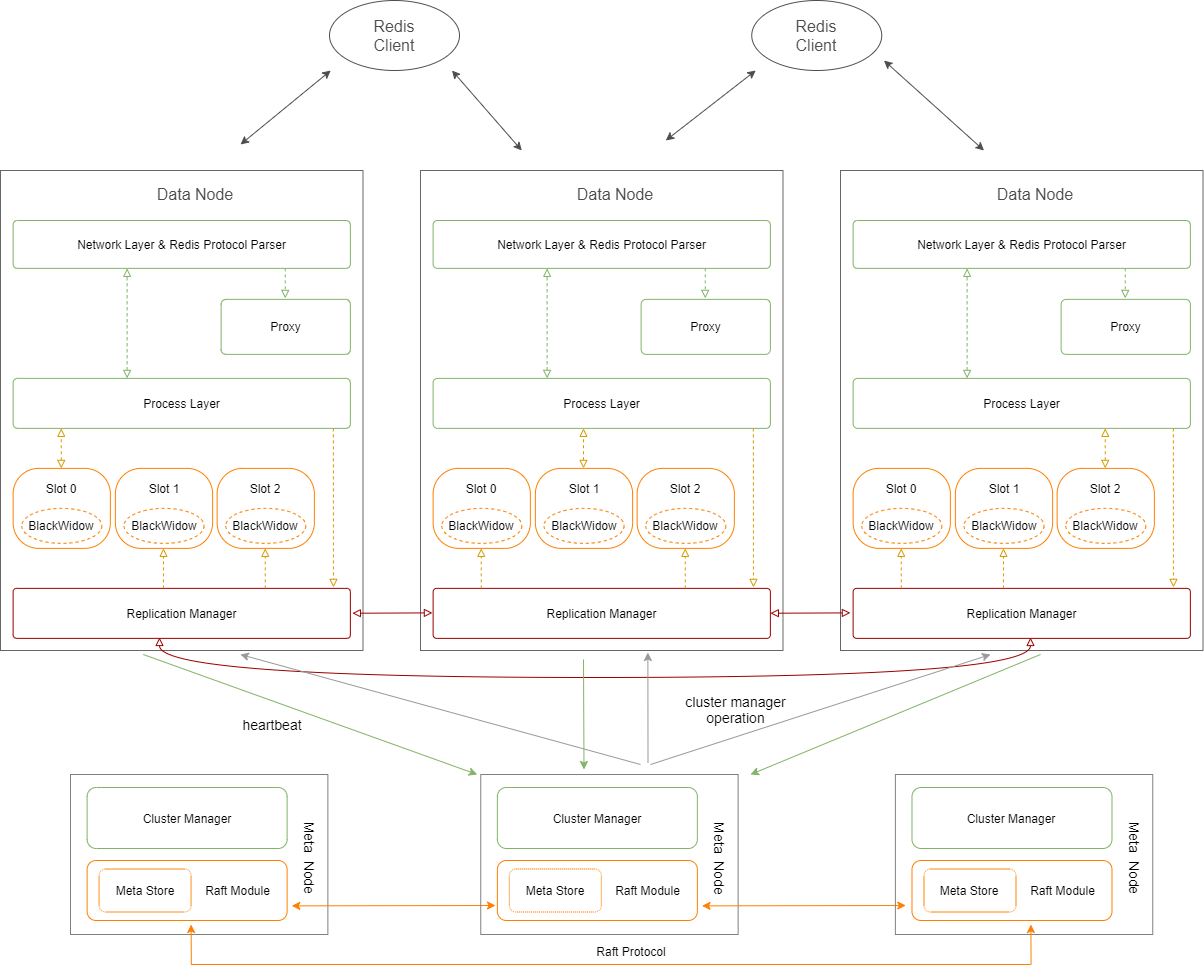 Redis
Client
Redis
Client
Data Node
Data Node
Data Node
Network Layer & Redis Protocol Parser
Network Layer & Redis Protocol Parser
Network Layer & Redis Protocol Parser
Proxy
Proxy
Proxy
Process Layer
Process Layer
Process Layer
Slot 0
Slot 1
Slot 2
Slot 0
Slot 1
Slot 2
Slot 0
Slot 1
Slot 2
BlackWidow
BlackWidow
BlackWidow
BlackWidow
BlackWidow
BlackWidow
BlackWidow
BlackWidow
BlackWidow
Replication Manager
Replication Manager
Replication Manager
heartbeat
cluster manager
operation
Cluster Manager
Meta Node
Cluster Manager
Meta Node
Cluster Manager
Meta Node
Meta Store
Raft Module
Meta Store
Raft Module
Meta Store
Raft Module
Raft Protocol